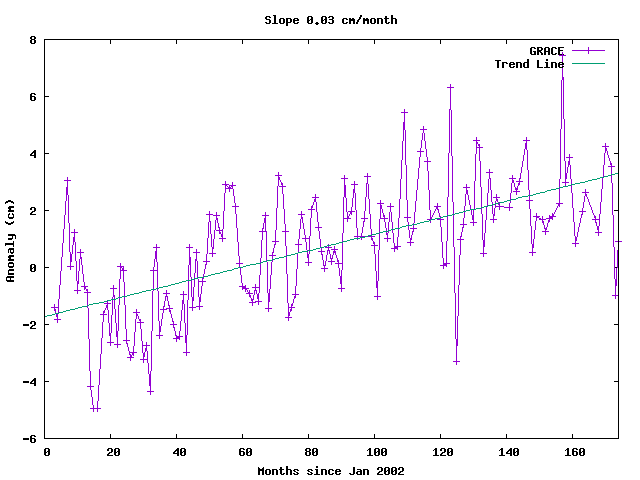 Slope 0.03 cm/month
GRACE
Trend Line
8
6
4
2
0
-2
-4
-6
Anomaly (cm)
0 20 40 60 80 100 120 140 160
Months since Jan 2002